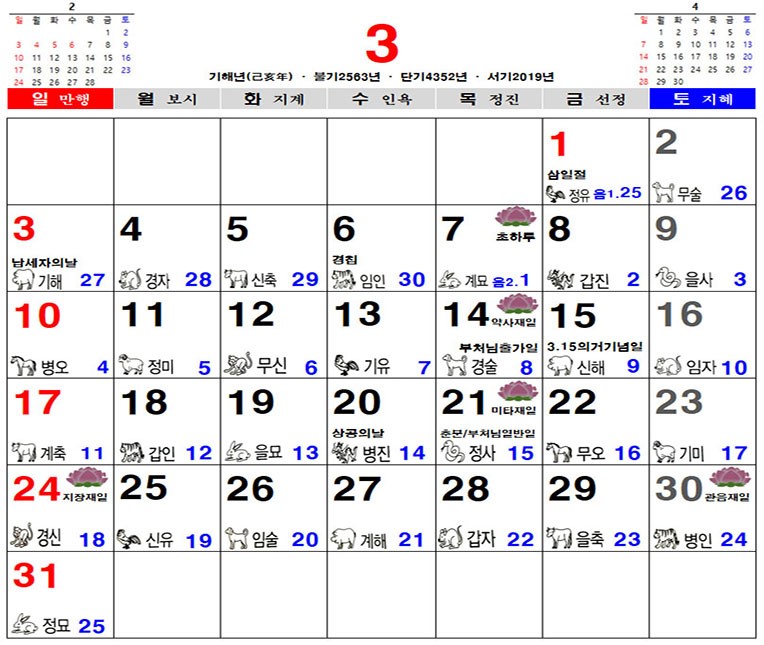 2
일 월 화 수 목 금 토
1 2
3 4 5 6 7 8 9
10 11 12 13 14 15 16
17 18 19 20 21 22 23
24 25 26 27 28
3
기해년(己亥年) · 불기2563년 · 단기4352년 · 서기2019년
4
일 월 화 수 목 금 토
1 2 3 4 5 6
7 8 9 10 11 12 13
14 15 16 17 18 19 20
21 22 23 24 25 26 27
28 29 30
일 만행 월 보시 화 지계 수 인욕 목 정진 금 선정 토 지혜
1 2
삼일절
정유 음1.25 무술 26
3 4 5 6 7 초하루 8 9
납세자의날 경칩
기해 27 경자 28 신축 29 임인 30 계묘 음2.1 갑진 2 을사 3
10 11 12 13 14 약사재일 15 16
부처님출가일 3.15의거기념일
병오 4 정미 5 무신 6 기유 7 경술 8 신해 9 임자 10
17 18 19 20 21 미타재일 22 23
상공의날 춘분/부처님열반일
계축 11 갑인 12 을묘 13 병진 14 정사 15 무오 16 기미 17
24 지장재일 25 26 27 28 29 30 관음재일
경신 18 신유 19 임술 20 계해 21 갑자 22 을축 23 병인 24
31
정묘 25